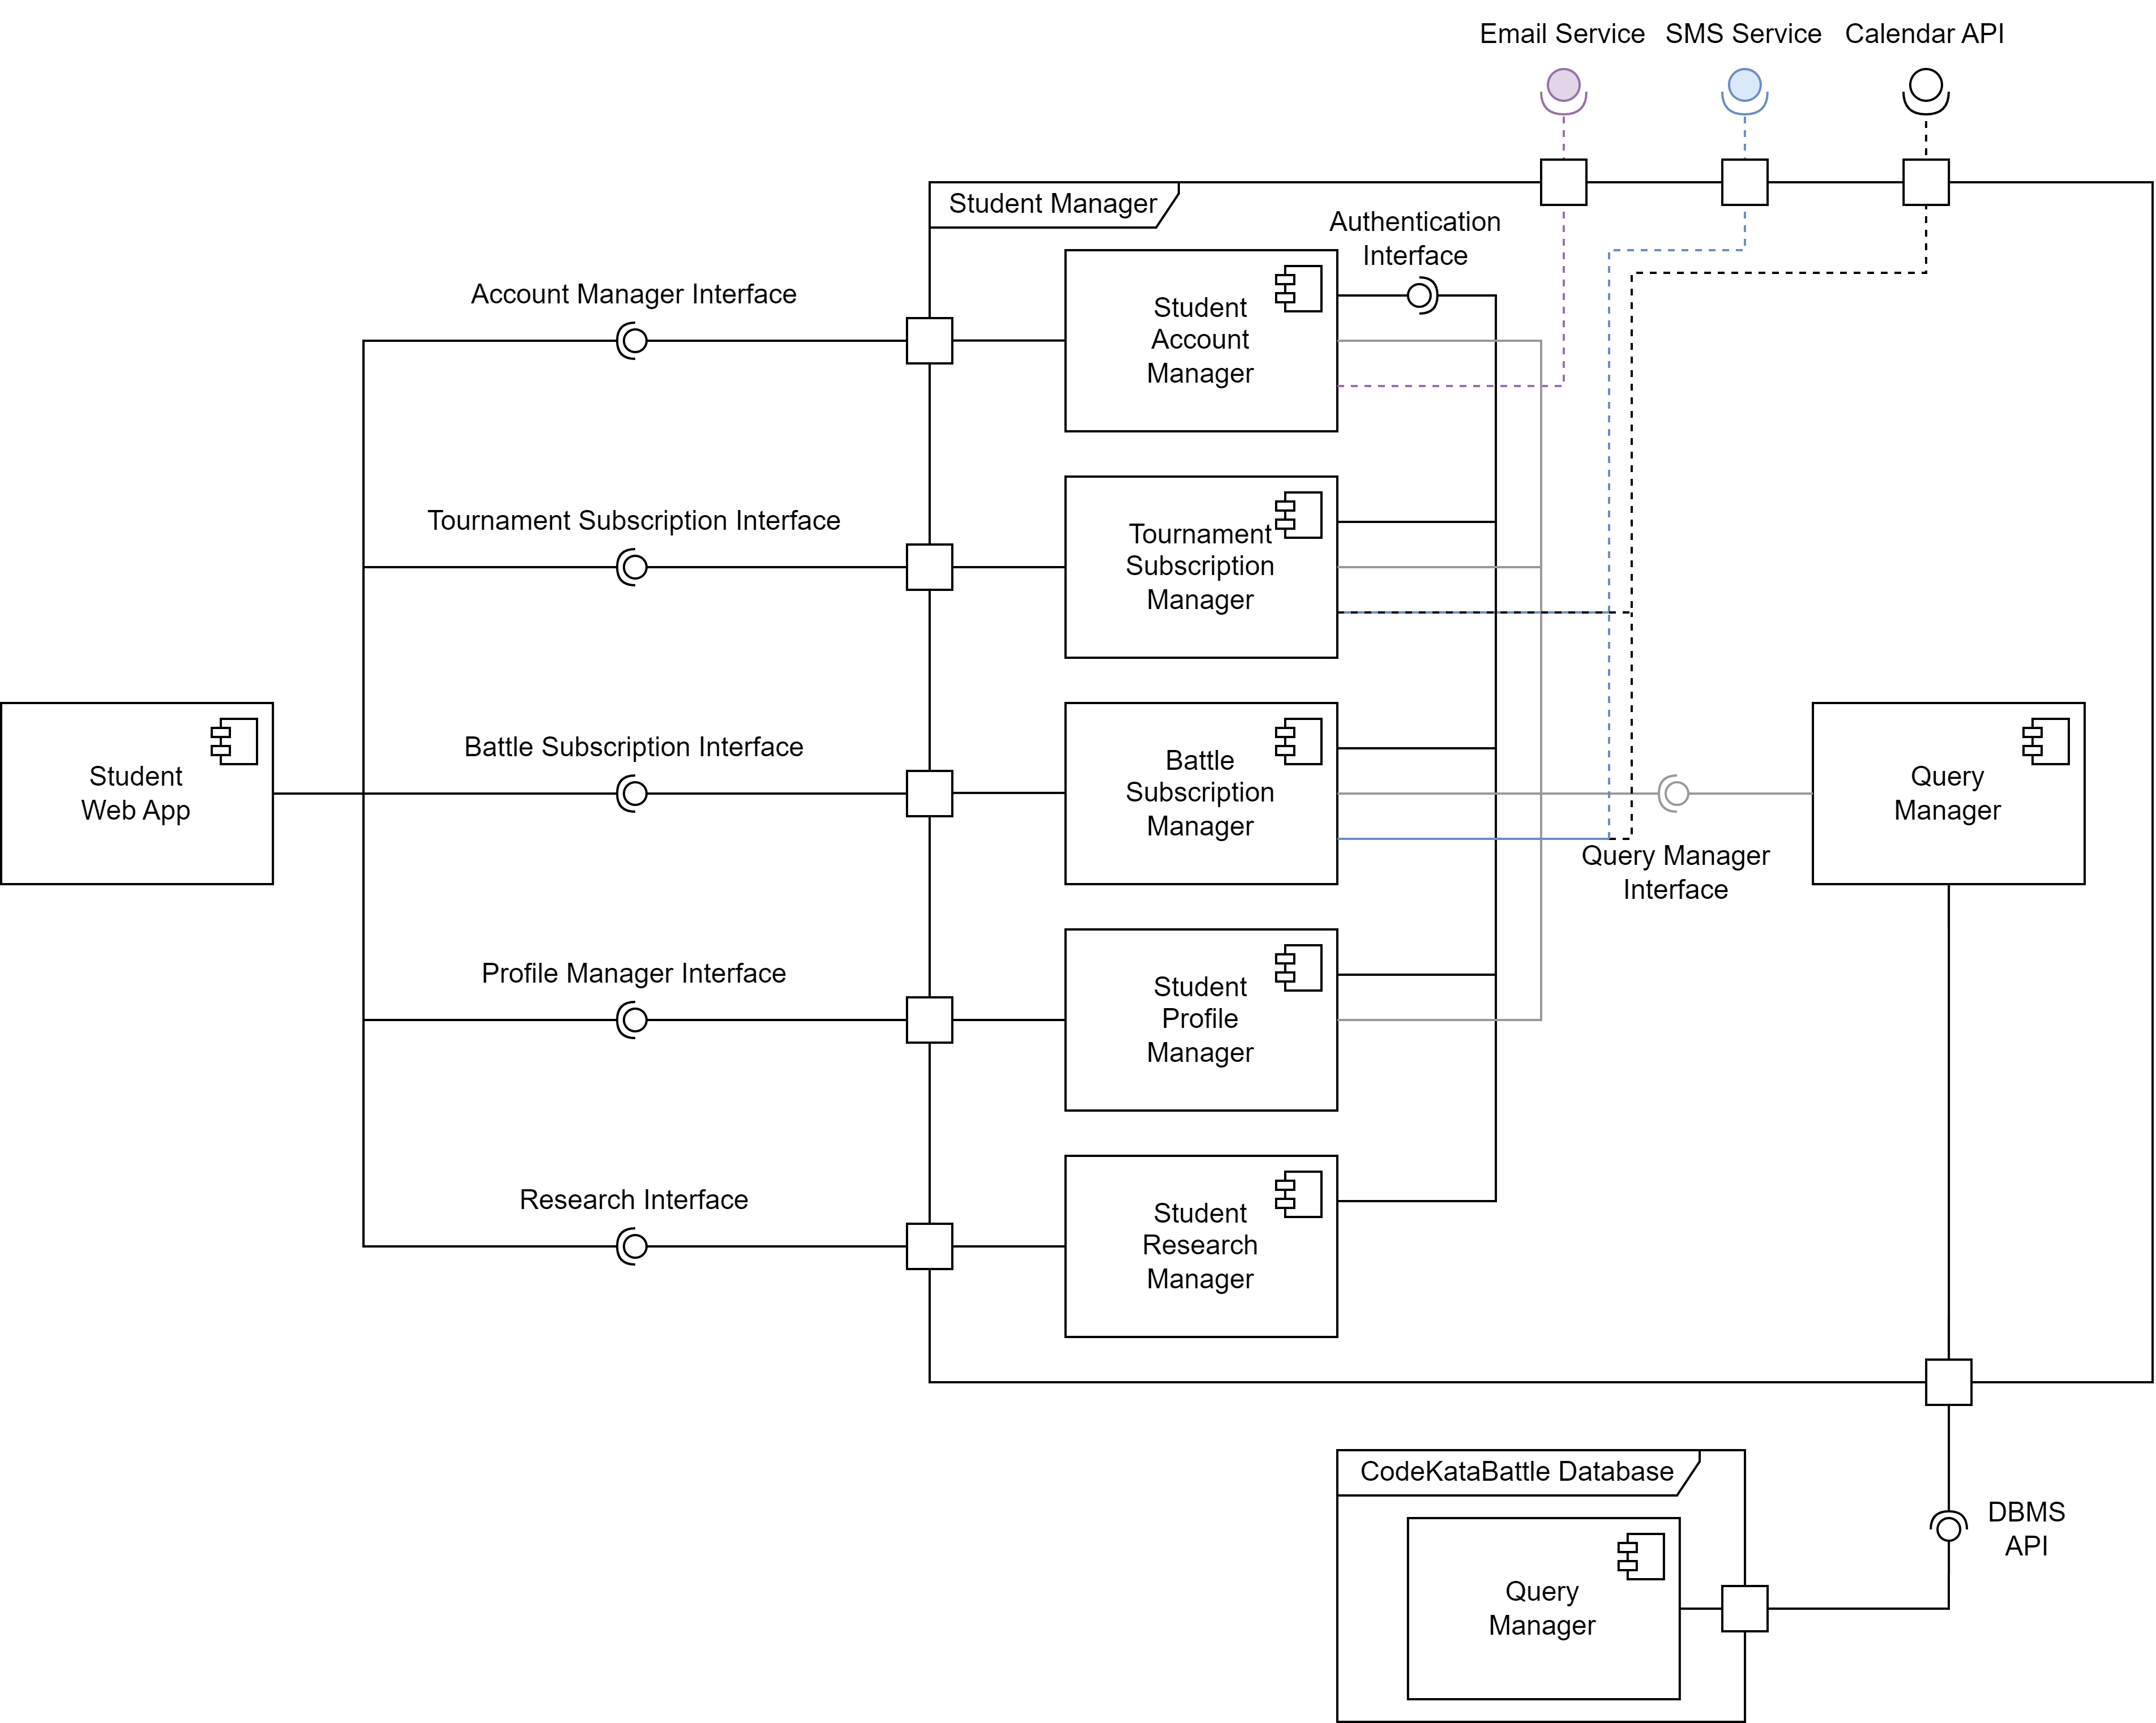 Email Service
SMS Service
Calendar API
Student Manager
Authentication
Interface
Account Manager Interface
Student
Account
Manager
Tournament Subscription Interface
Tournament
Subscription
Manager
Student
Web App
Battle Subscription Interface
Battle
Subscription
Manager
Query
Manager
Query Manager
Interface
Profile Manager Interface
Student
Profile
Manager
Research Interface
Student
Research
Manager
CodeKataBattle Database
Query
Manager
DBMS
API